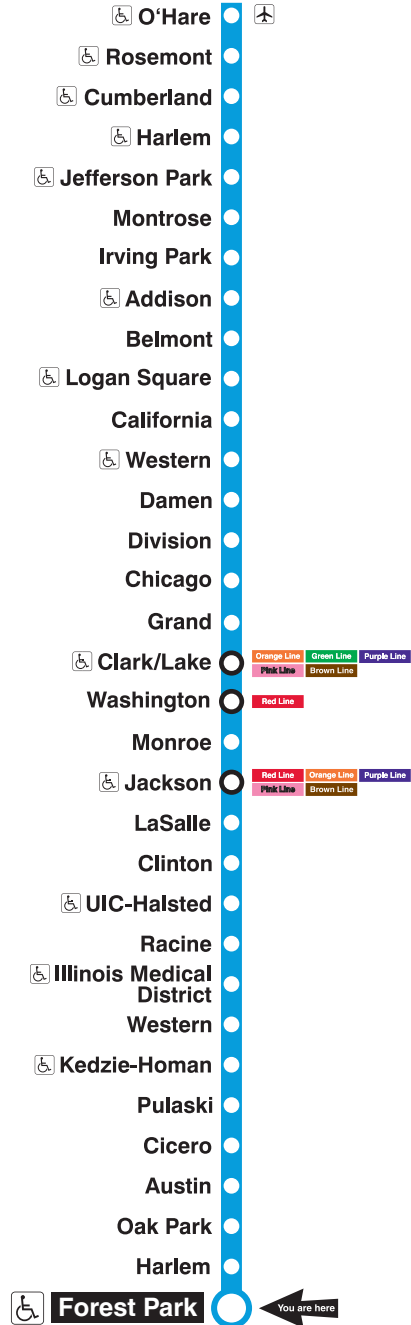 O‘Hare
Rosemont
Cumberland
Harlem
Jefferson Park
Montrose
Irving Park
Addison
Belmont
Logan Square
California
Western
Damen
Division
Chicago
Grand
Clark/Lake
Orange Line Green Line Purple Line
Pink Line Brown Line
Washington
Red Line
Monroe
Jackson
Red Line Orange Line Purple Line
Pink Line Brown Line
LaSalle
Clinton
UIC-Halsted
Racine
Illinois Medical
District
Western
Kedzie-Homan
Pulaski
Cicero
Austin
Oak Park
Harlem
Forest Park
You are here